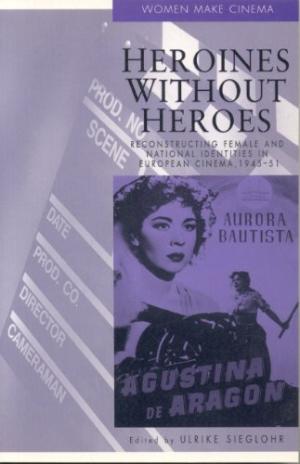 WOMEN MAKE CINEMA
HEROINES
WITHOUT
HEROES
RECONSTRUCTING FEMALE AND
NATIONAL IDENTITIES IN
EUROPEAN CINEMA, 1945–51
PROD. NO
SCENE
DATE
PROD. CO.
DIRECTOR
CAMERAMAN
AURORA
BAUTISTA
AGUSTINA
DE ARAGON
Edited by ULRIKE SIEGLOHR